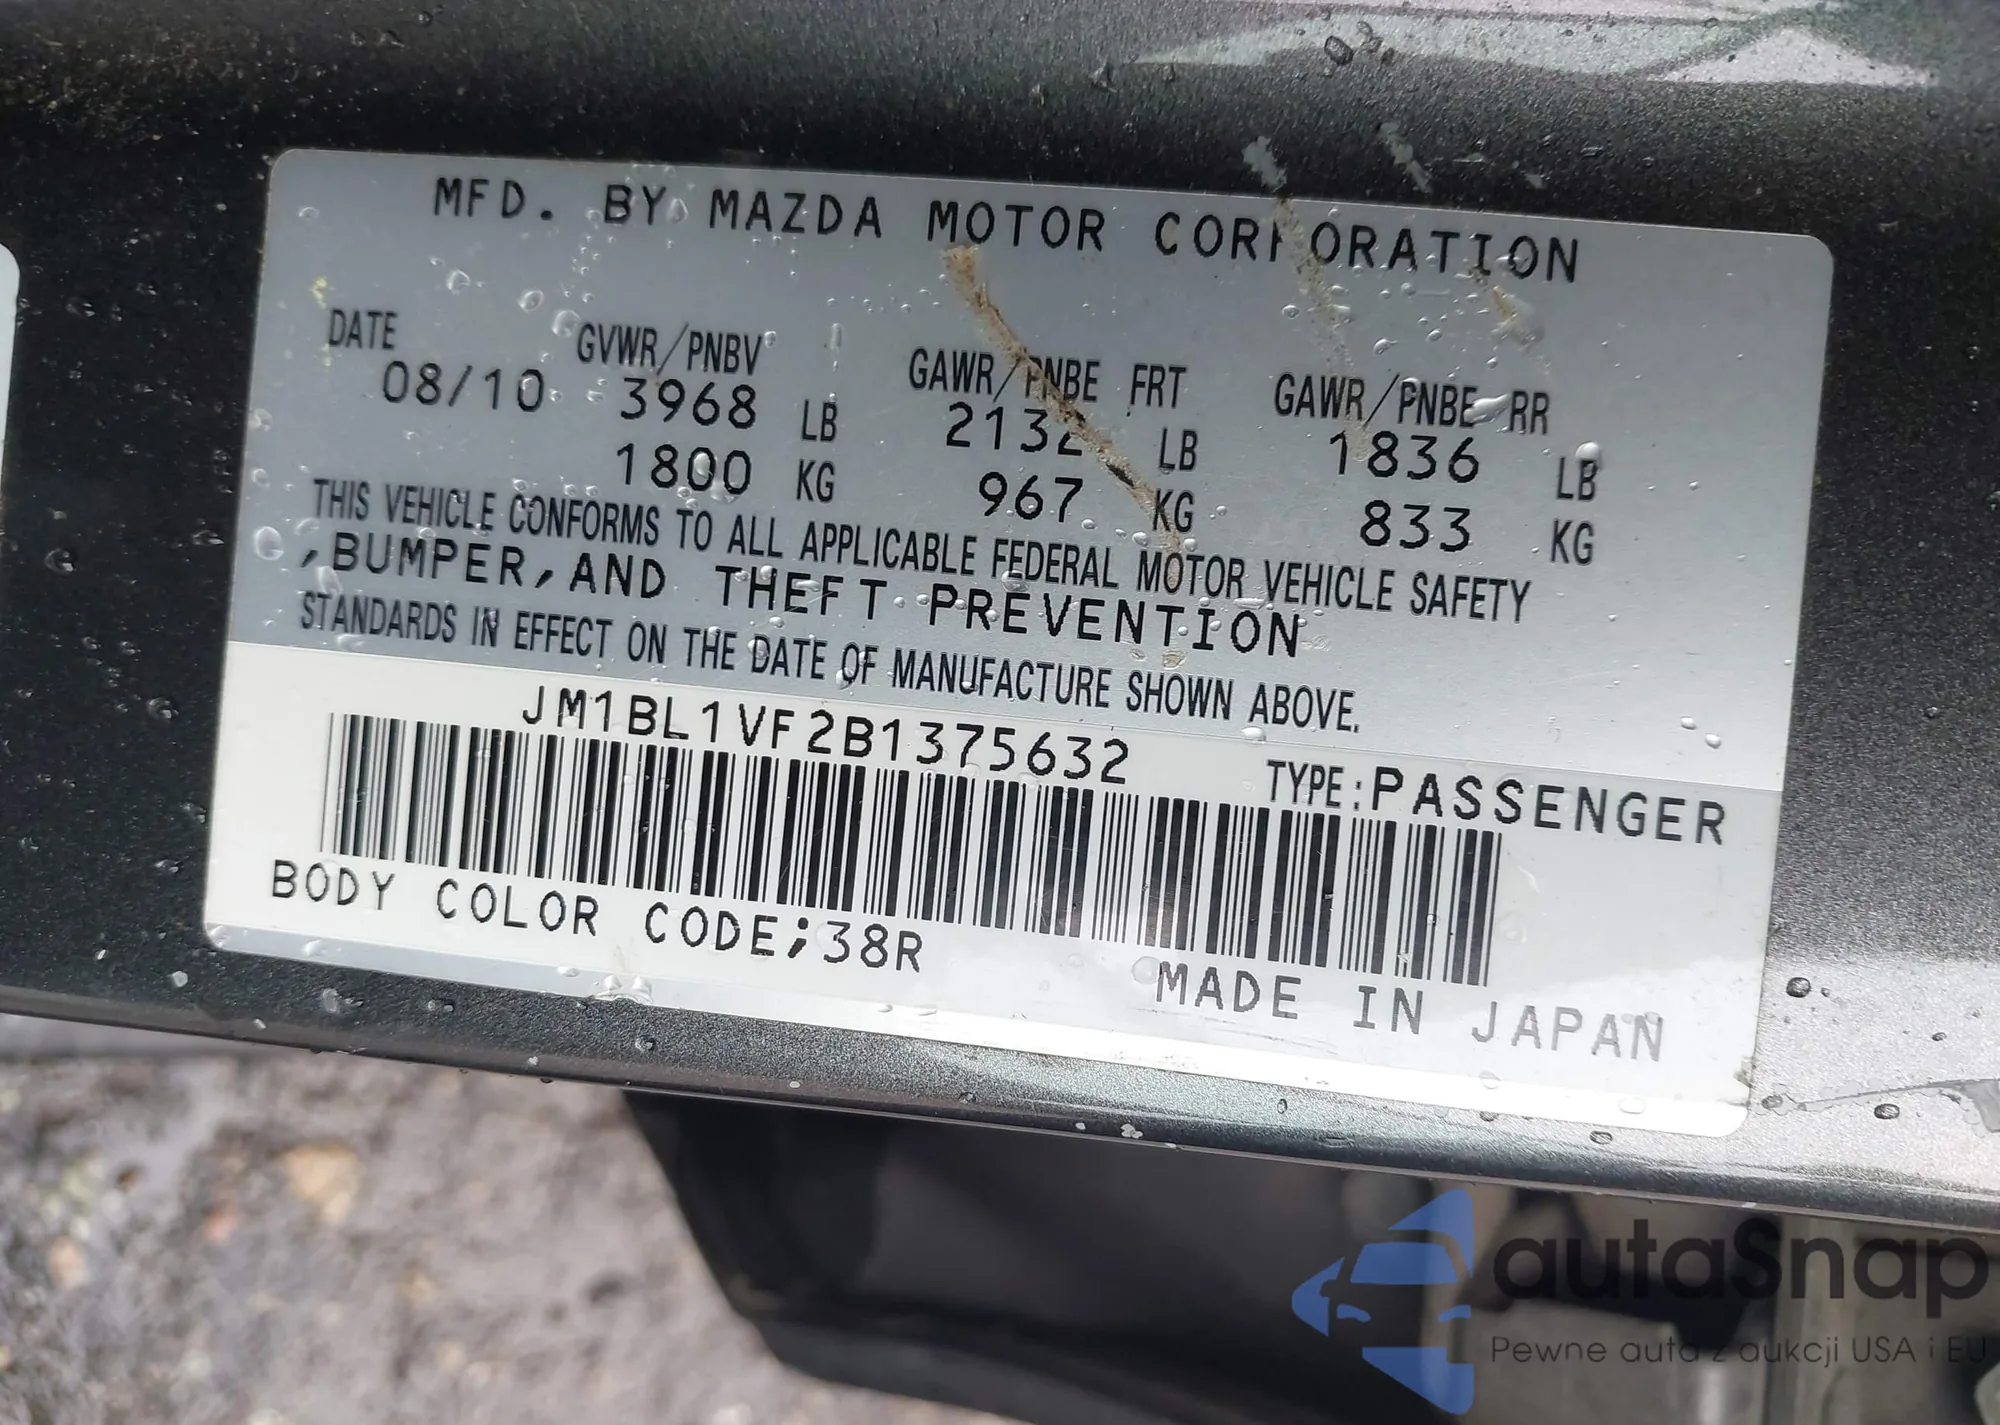 MFD. BY MAZDA MOTOR CORPORATION
DATE GVWR/PNBV GAWR/PNBE FRT GAWR/PNBE RR
08/10 3968 LB 2132 LB 1836 LB
1800 KG 967 KG 833 KG
THIS VEHICLE CONFORMS TO ALL APPLICABLE FEDERAL MOTOR VEHICLE SAFETY
,BUMPER,AND THEFT PREVENTION
STANDARDS IN EFFECT ON THE DATE OF MANUFACTURE SHOWN ABOVE.
JM1BL1VF2B1375632
TYPE:PASSENGER
BODY COLOR CODE;38R
MADE IN JAPAN
autaSnap
Pewne auta z aukcji USA i EU